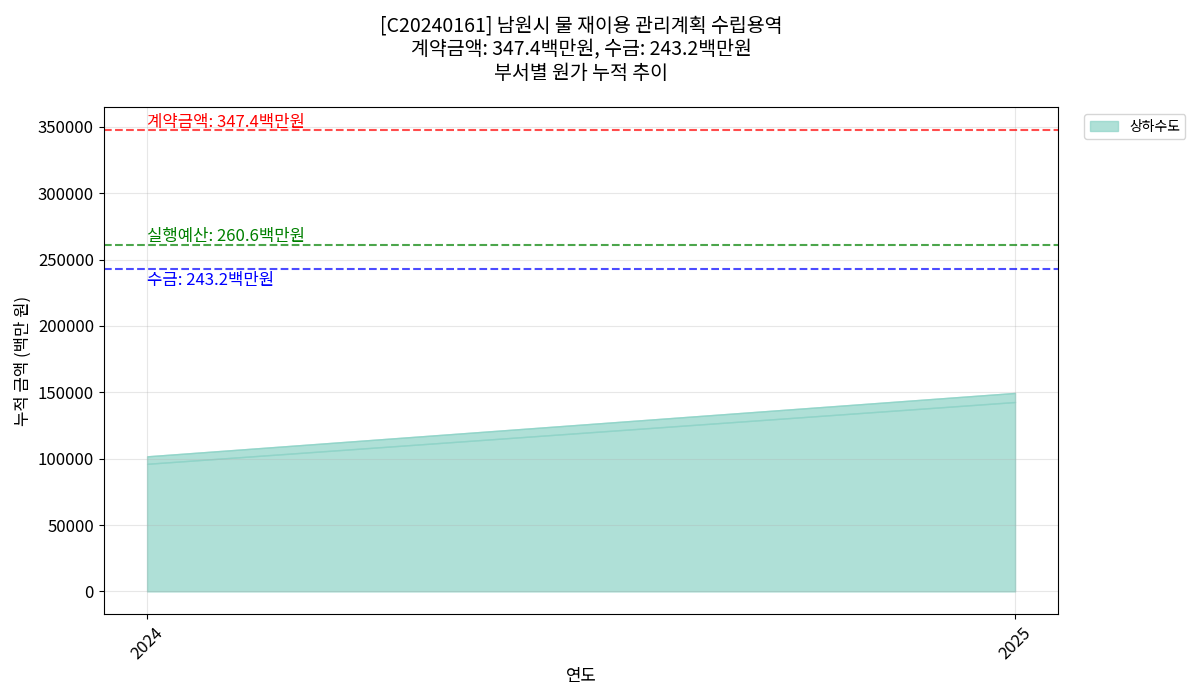 [C20240161] 남원시 물 재이용 관리계획 수립용역
계약금액: 347.4백만원, 수금: 243.2백만원
부서별 원가 누적 추이
계약금액: 347.4백만원
실행예산: 260.6백만원
수금: 243.2백만원
상하수도
누적 금액 (백만 원)
350000
300000
250000
200000
150000
100000
50000
0
2024
2025
연도